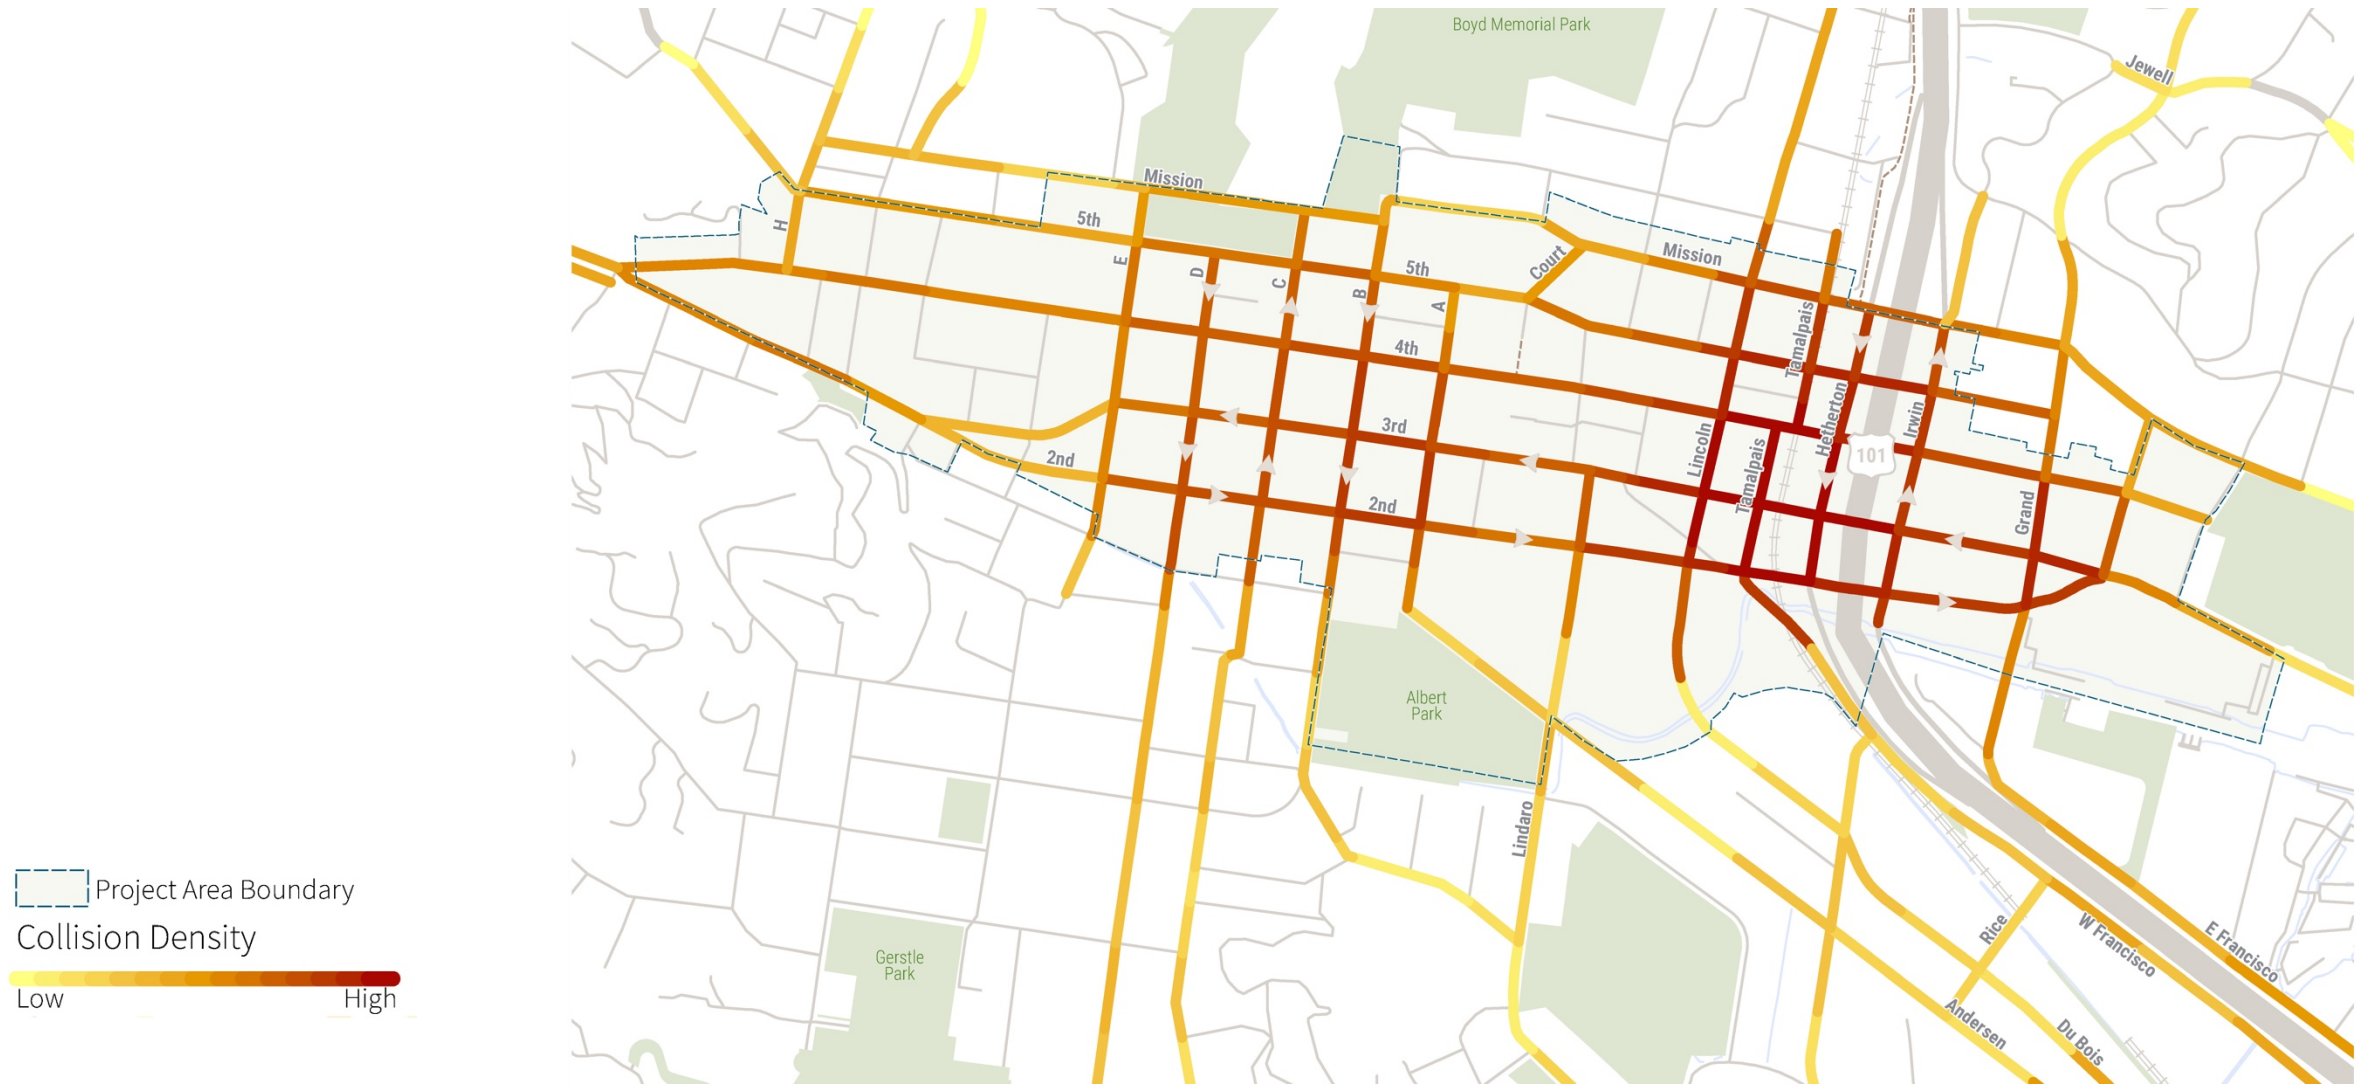 Boyd Memorial Park
Jewell
Mission
5th
H
E
D
C
B
A
5th
Court
Mission
4th
Tamalpais
3rd
Hetherton
Irwin
Lincoln
Tamalpais
101
2nd
2nd
Grand
Albert
Park
Lindaro
Project Area Boundary
Collision Density
Low
High
Gerstle
Park
Rice
W Francisco
E Francisco
Andersen
Du Bois